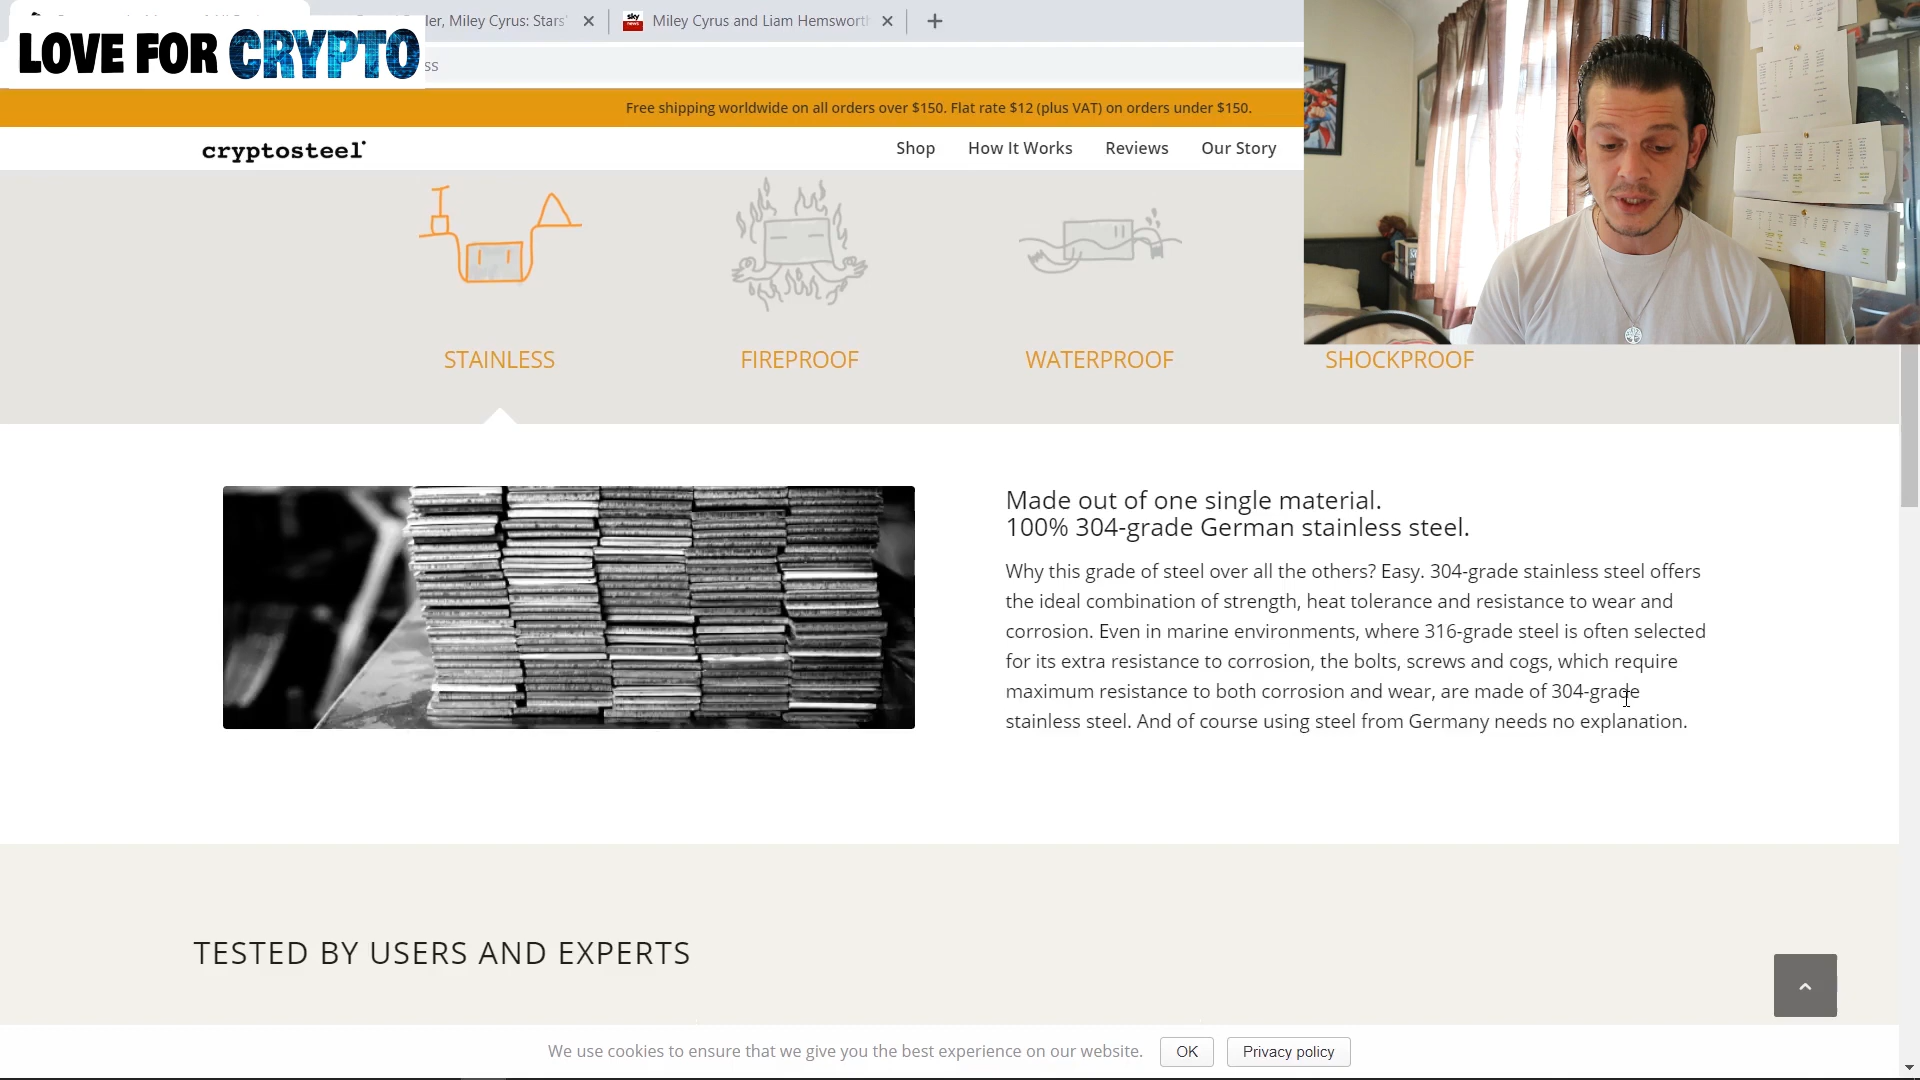 Miley Cyrus: Stars'
Miley Cyrus and Liam Hemsworth
LOVE FOR CRYPTO
ss
Free shipping worldwide on all orders over $150. Flat rate $12 (plus VAT) on orders under $150.
cryptosteel
Shop How It Works Reviews Our Story
STAINLESS FIREPROOF WATERPROOF SHOCKPROOF
Made out of one single material.
100% 304-grade German stainless steel.
Why this grade of steel over all the others? Easy. 304-grade stainless steel offers
the ideal combination of strength, heat tolerance and resistance to wear and
corrosion. Even in marine environments, where 316-grade steel is often selected
for its extra resistance to corrosion, the bolts, screws and cogs, which require
maximum resistance to both corrosion and wear, are made of 304-grade
stainless steel. And of course using steel from Germany needs no explanation.
TESTED BY USERS AND EXPERTS
We use cookies to ensure that we give you the best experience on our website. OK Privacy policy